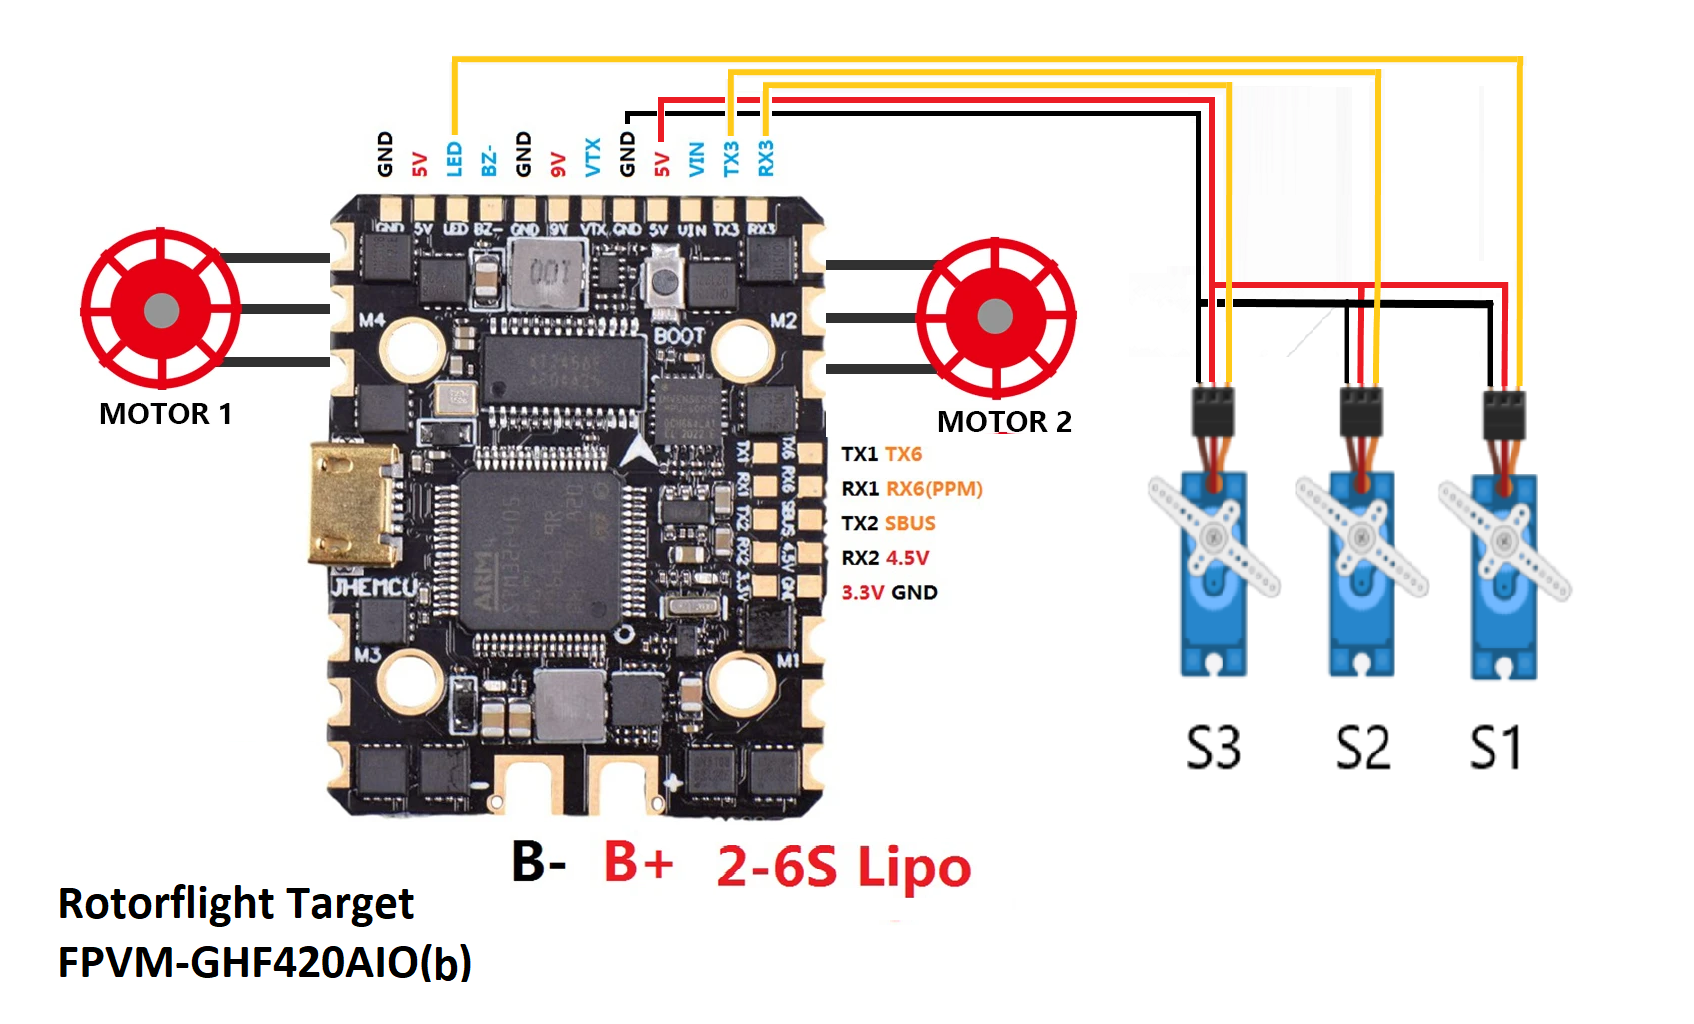 GND 5V LED BZ- GND 9V VTX GND 5V VIN TX3 RX3
GND 5V LED BZ- GND 9V VTX GND 5V VIN TX3 RX3
M4
M2
BOOT
MOTOR 1
MOTOR 2
TX1 TX6
RX1 RX6
TX2 SBUS
RX2 4.5V
3.3V GND
TX1 TX6
RX1 RX6(PPM)
TX2 SBUS
RX2 4.5V
3.3V GND
ARM
JHEMCU
M3
M1
- +
S3 S2 S1
B- B+ 2-6S Lipo
Rotorflight Target
FPVM-GHF420AIO(b)